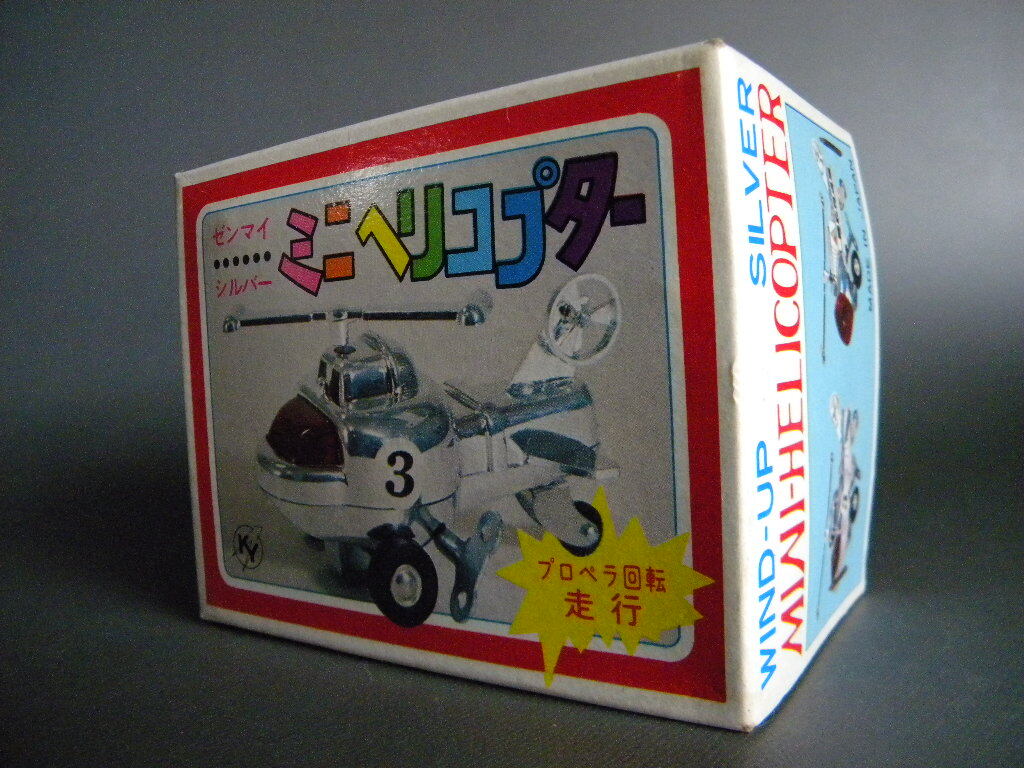 ゼンマイ
••••••
シルバー
ミニヘリコプター
3
KY
プロペラ回転
走行
WIND-UP SILVER
MINI-HELICOPTER
MADE IN JAPAN